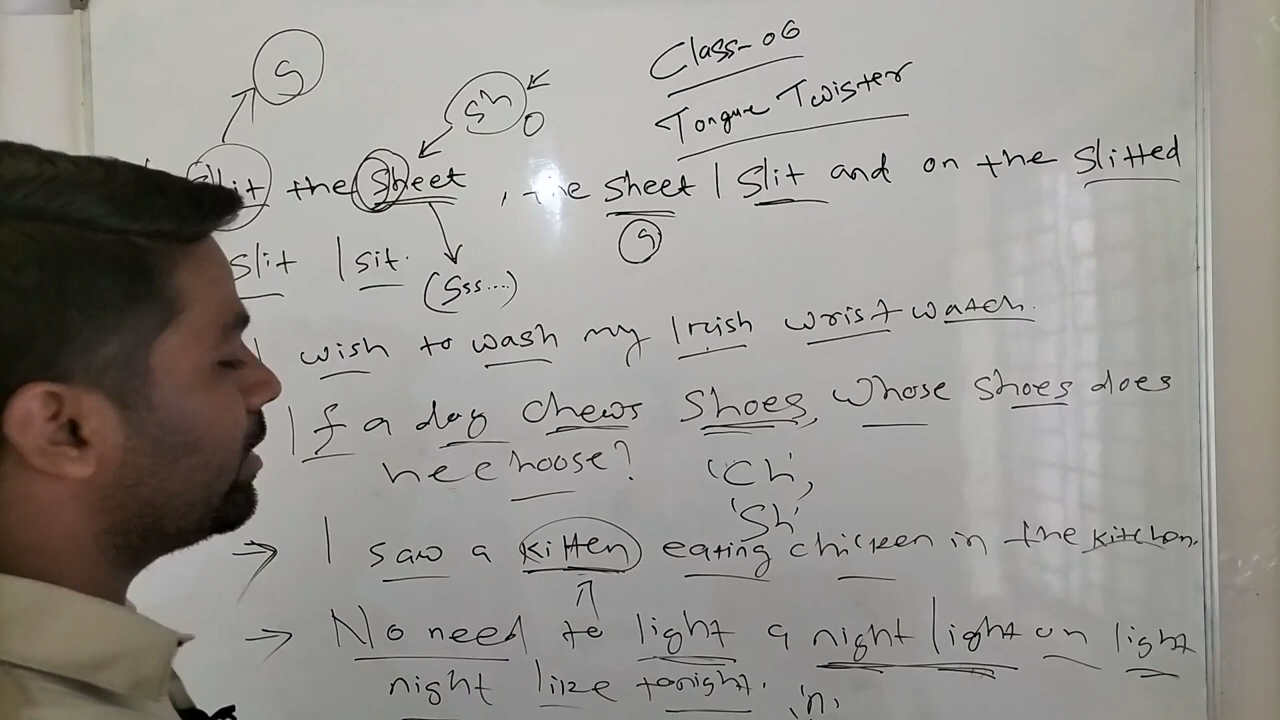 S
sh
Class-06
Tongue Twister
slit the sheet, the sheet I slit and on the slitted
S
slit I sit.
(Sss...)
I wish to wash my Irish wrist watch.
If a dog chews shoes, whose shoes does
he choose? 'Ch',
'Sh'
→ I saw a kitten eating chicken in the kitchen.
→ No need to light a night light on light
night like tonight. 'n'